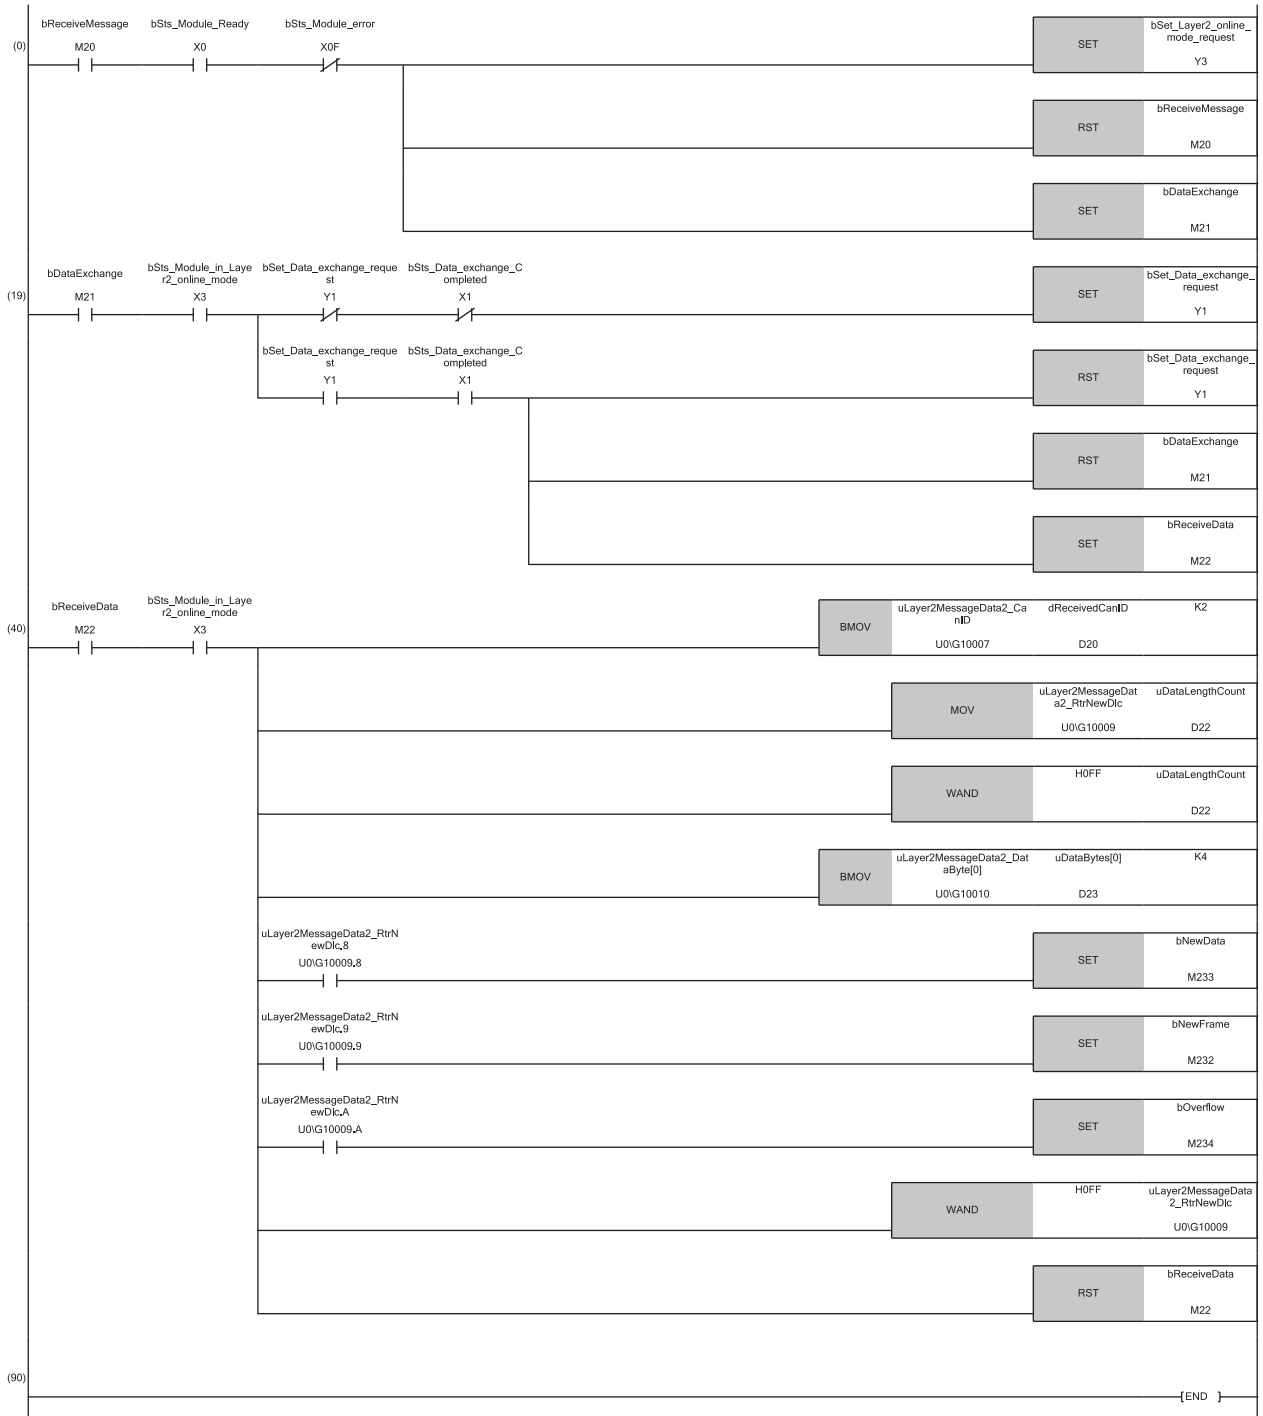 bReceiveMessage bSts_Module_Ready bSts_Module_error bSet_Layer2_online_
mode_request
(0) M20 X0 X0F SET Y3
bReceiveMessage
RST
M20
bDataExchange
SET
M21
bDataExchange bSts_Module_in_Laye bSet_Data_exchange_reque bSts_Data_exchange_C bSet_Data_exchange_
r2_online_mode st ompleted request
(19) M21 X3 Y1 X1 SET Y1
bSet_Data_exchange_reque bSts_Data_exchange_C bSet_Data_exchange_
st ompleted request
Y1 X1 RST Y1
bDataExchange
RST
M21
bReceiveData
SET
M22
bReceiveData bSts_Module_in_Laye uLayer2MessageData2_Ca dReceivedCanID K2
r2_online_mode nID
(40) M22 X3 BMOV U0\G10007 D20
uLayer2MessageDat uDataLengthCount
a2_RtrNewDlc
MOV U0\G10009 D22
H0FF uDataLengthCount
WAND
D22
uLayer2MessageData2_Dat uDataBytes[0] K4
aByte[0]
BMOV U0\G10010 D23
uLayer2MessageData2_RtrN bNewData
ewDlc.8
U0\G10009.8 SET M233
uLayer2MessageData2_RtrN bNewFrame
ewDlc.9
U0\G10009.9 SET M232
uLayer2MessageData2_RtrN bOverflow
ewDlc.A
U0\G10009.A SET M234
H0FF uLayer2MessageData
2_RtrNewDlc
WAND U0\G10009
bReceiveData
RST
M22
(90) END